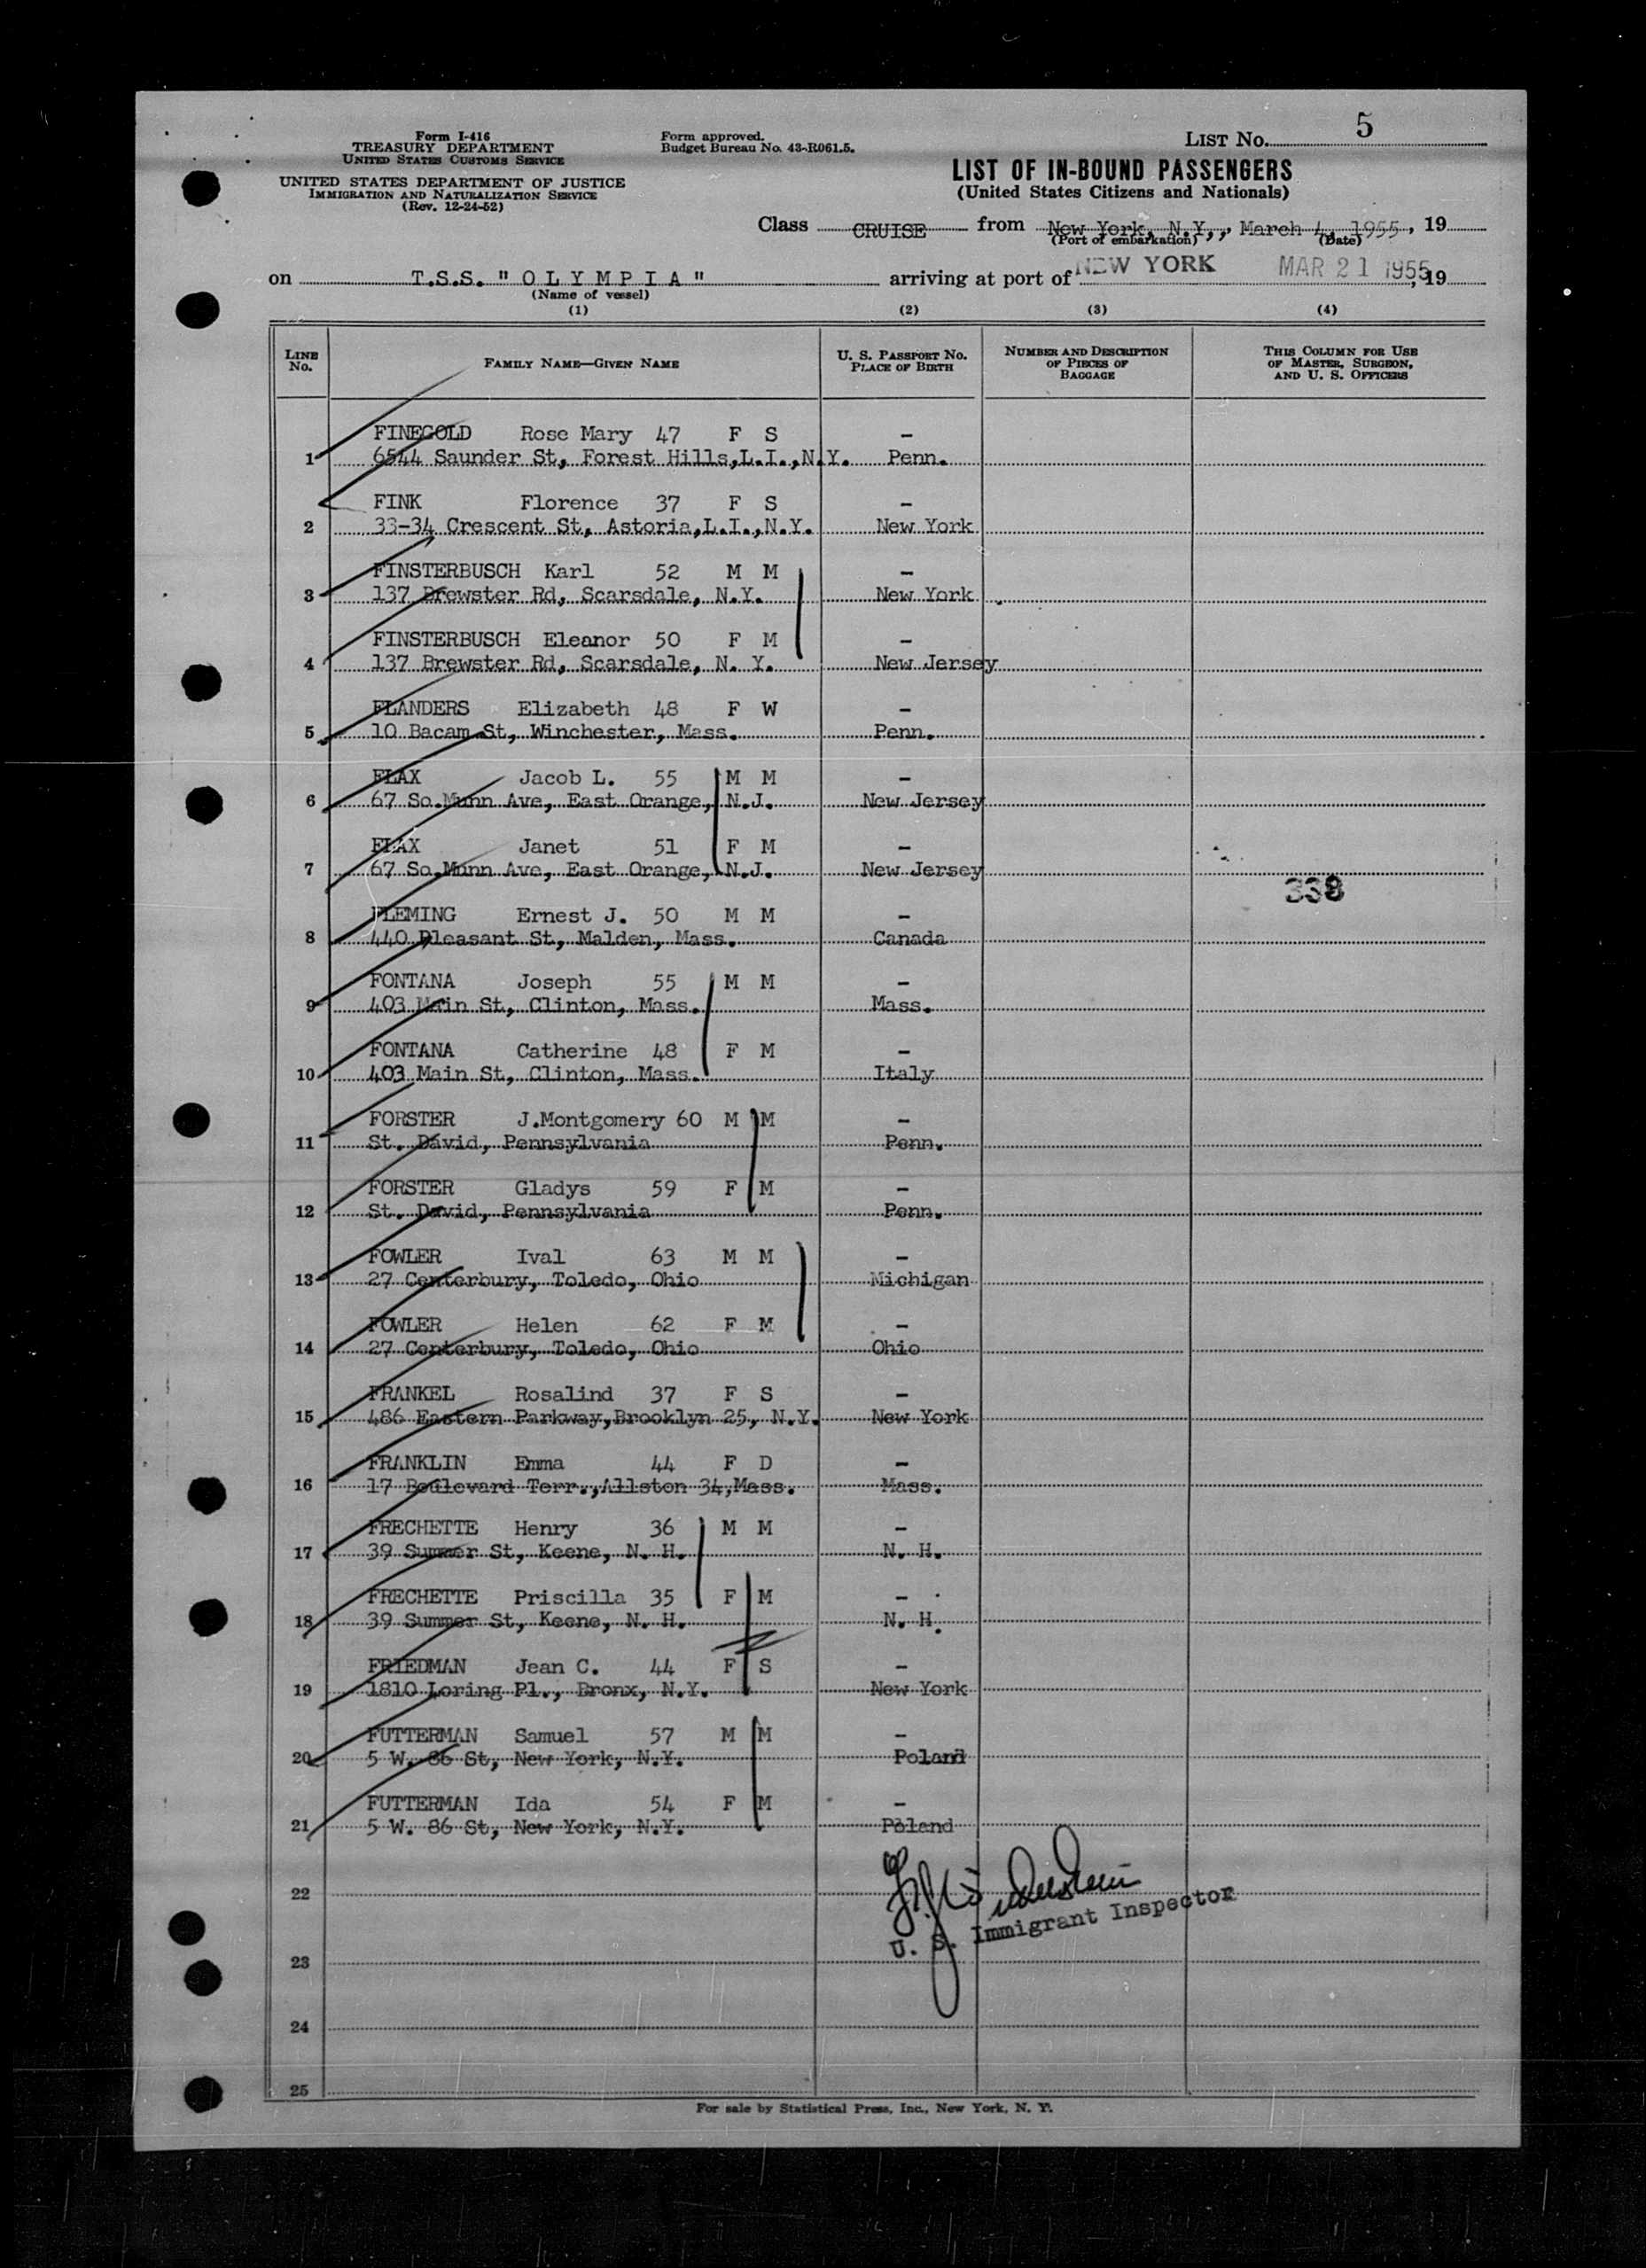 Form I-416
TREASURY DEPARTMENT
UNITED STATES CUSTOMS SERVICE
UNITED STATES DEPARTMENT OF JUSTICE
IMMIGRATION AND NATURALIZATION SERVICE
(Rev. 12-24-52)
Form approved.
Budget Bureau No. 43-R061.5.
LIST No. 5
LIST OF IN-BOUND PASSENGERS
(United States Citizens and Nationals)
Class CRUISE from New York, N.Y., March 4, 1955, 19
(Port of embarkation) (Date)
on T.S.S. " O L Y M P I A " arriving at port of NEW YORK MAR 21 1955, 19
(Name of vessel)
(1) (2) (3) (4)
LINE No. FAMILY NAME—GIVEN NAME U. S. PASSPORT NO. PLACE OF BIRTH NUMBER AND DESCRIPTION OF PIECES OF BAGGAGE THIS COLUMN FOR USE OF MASTER, SURGEON, AND U. S. OFFICERS
FINEGOLD Rose Mary 47 F S -
1 6544 Saunder St, Forest Hills,L.I.,N.Y. Penn.
FINK Florence 37 F S -
2 33-34 Crescent St, Astoria,L.I.,N.Y. New York
FINSTERBUSCH Karl 52 M M -
3 137 Brewster Rd, Scarsdale, N.Y. New York
FINSTERBUSCH Eleanor 50 F M -
4 137 Brewster Rd, Scarsdale, N. Y. New Jersey
FLANDERS Elizabeth 48 F W -
5 10 Bacam St, Winchester, Mass. Penn.
FLAX Jacob L. 55 M M -
6 67 So.Munn Ave, East Orange, N.J. New Jersey
FLAX Janet 51 F M -
7 67 So.Munn Ave, East Orange, N.J. New Jersey
338
FLEMING Ernest J. 50 M M -
8 440 Pleasant St, Malden, Mass. Canada
FONTANA Joseph 55 M M -
9 403 Main St, Clinton, Mass. Mass.
FONTANA Catherine 48 F M -
10 403 Main St, Clinton, Mass. Italy
FORSTER J.Montgomery 60 M M -
11 St. David, Pennsylvania Penn.
FORSTER Gladys 59 F M -
12 St. David, Pennsylvania Penn.
FOWLER Ival 63 M M -
13 27 Centerbury, Toledo, Ohio Michigan
FOWLER Helen 62 F M -
14 27 Centerbury, Toledo, Ohio Ohio
FRANKEL Rosalind 37 F S -
15 486 Eastern Parkway,Brooklyn 25, N.Y. New York
FRANKLIN Emma 44 F D -
16 17 Boulevard Terr.,Allston 34,Mass. Mass.
FRECHETTE Henry 36 M M -
17 39 Summer St, Keene, N. H. N. H.
FRECHETTE Priscilla 35 F M -
18 39 Summer St, Keene, N. H. N. H.
FRIEDMAN Jean C. 44 F S -
19 1810 Loring Pl., Bronx, N.Y. New York
FUTTERMAN Samuel 57 M M -
20 5 W. 86 St, New York, N.Y. Poland
FUTTERMAN Ida 54 F M -
21 5 W. 86 St, New York, N.Y. Poland
22
U. S. Immigrant Inspector
23
24
25
For sale by Statistical Press, Inc., New York, N. Y.